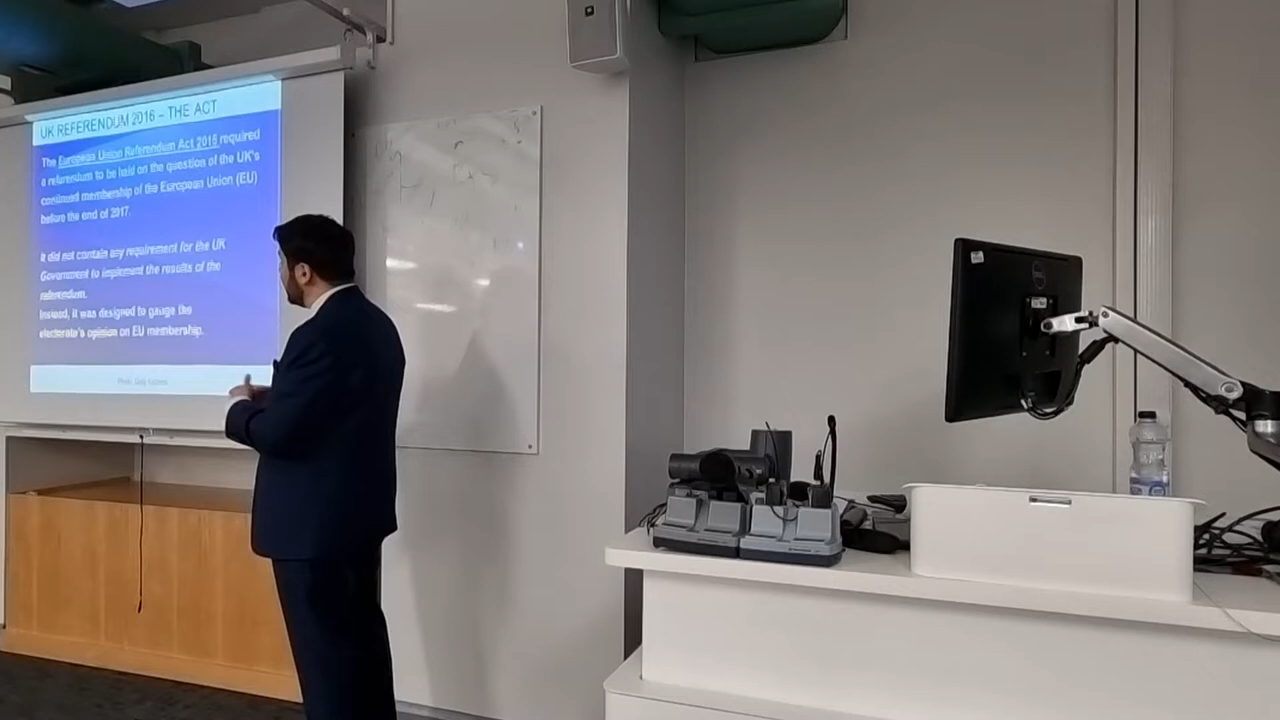 UK REFERENDUM 2016 – THE ACT
The European Union Referendum Act 2015 required
a referendum to be held on the question of the UK's
continued membership of the European Union (EU)
before the end of 2017.
It did not contain any requirement for the UK
Government to implement the results of the
referendum.
Instead, it was designed to gauge the
electorate's opinion on EU membership.